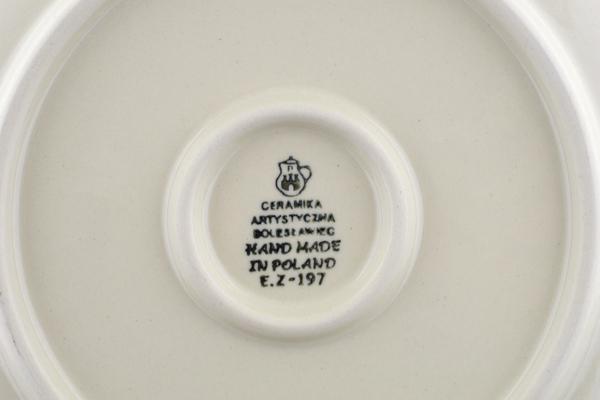 CERAMIKA
ARTYSTYCZNA
BOLESŁAWIEC
HAND MADE
IN POLAND
E.Z-197